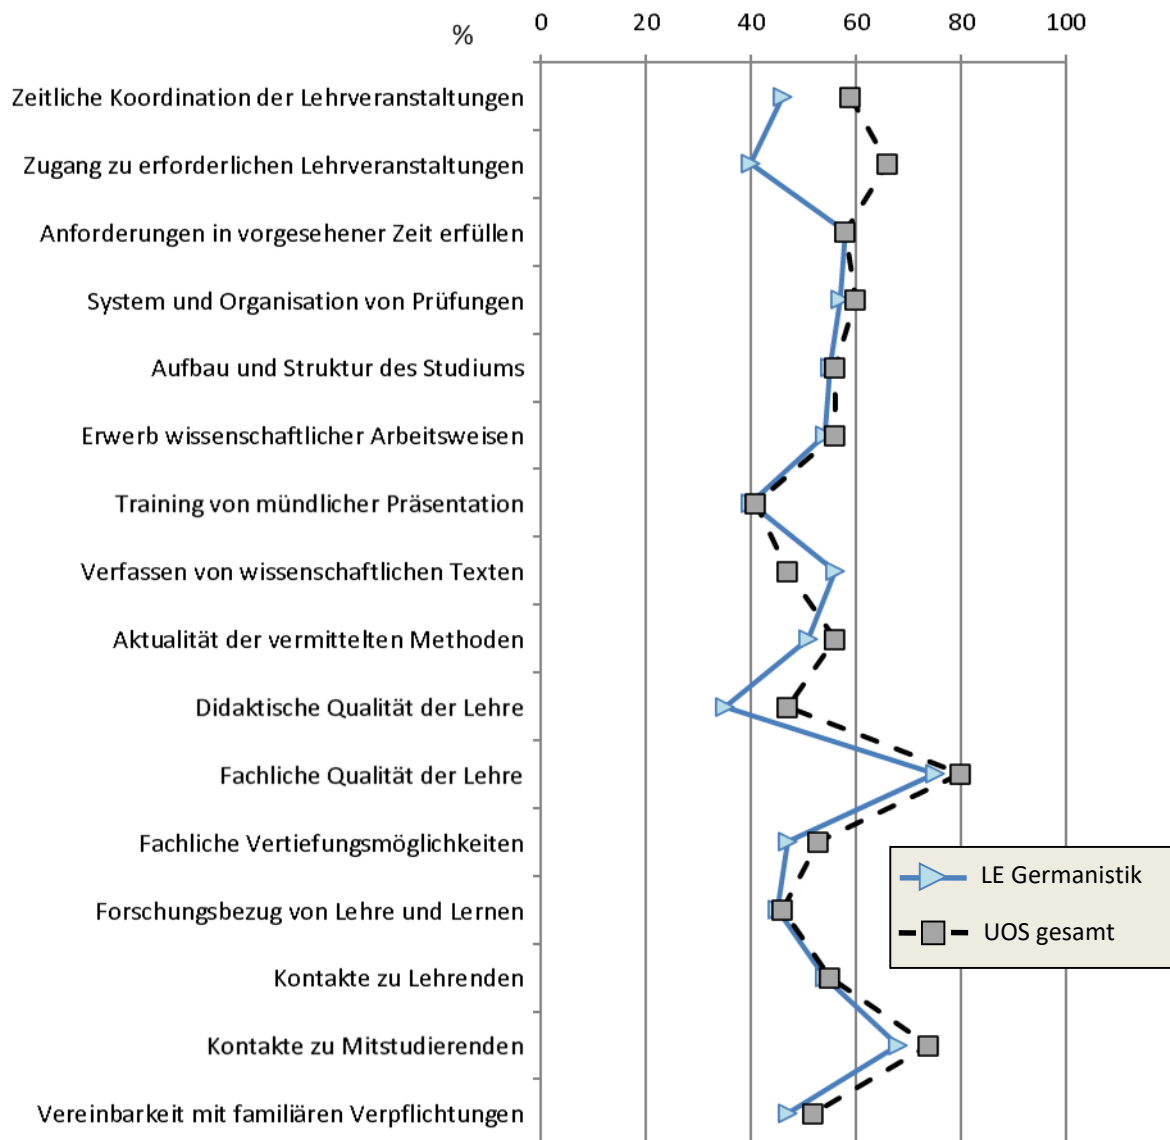 % 0 20 40 60 80 100
Zeitliche Koordination der Lehrveranstaltungen
Zugang zu erforderlichen Lehrveranstaltungen
Anforderungen in vorgesehener Zeit erfüllen
System und Organisation von Prüfungen
Aufbau und Struktur des Studiums
Erwerb wissenschaftlicher Arbeitsweisen
Training von mündlicher Präsentation
Verfassen von wissenschaftlichen Texten
Aktualität der vermittelten Methoden
Didaktische Qualität der Lehre
Fachliche Qualität der Lehre
Fachliche Vertiefungsmöglichkeiten
LE Germanistik
Forschungsbezug von Lehre und Lernen
UOS gesamt
Kontakte zu Lehrenden
Kontakte zu Mitstudierenden
Vereinbarkeit mit familiären Verpflichtungen